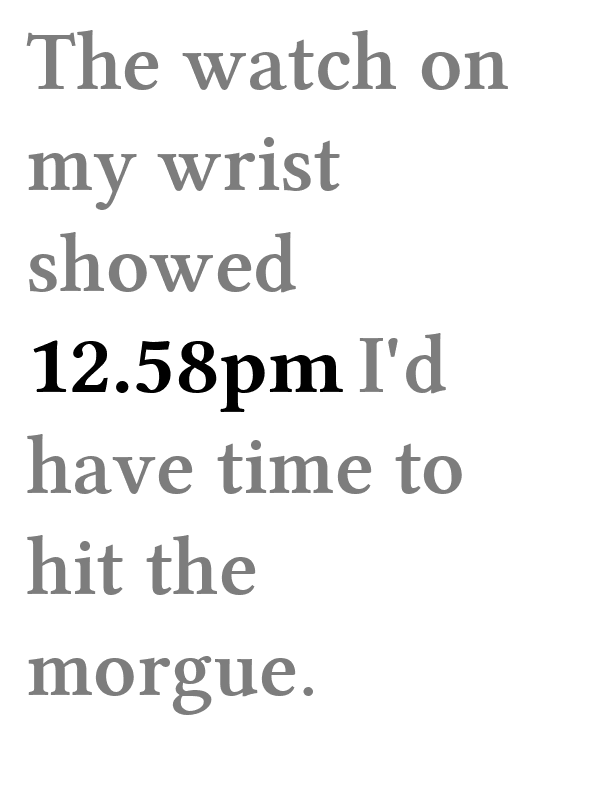 The watch on
my wrist
showed
12.58pm I'd
have time to
hit the
morgue.